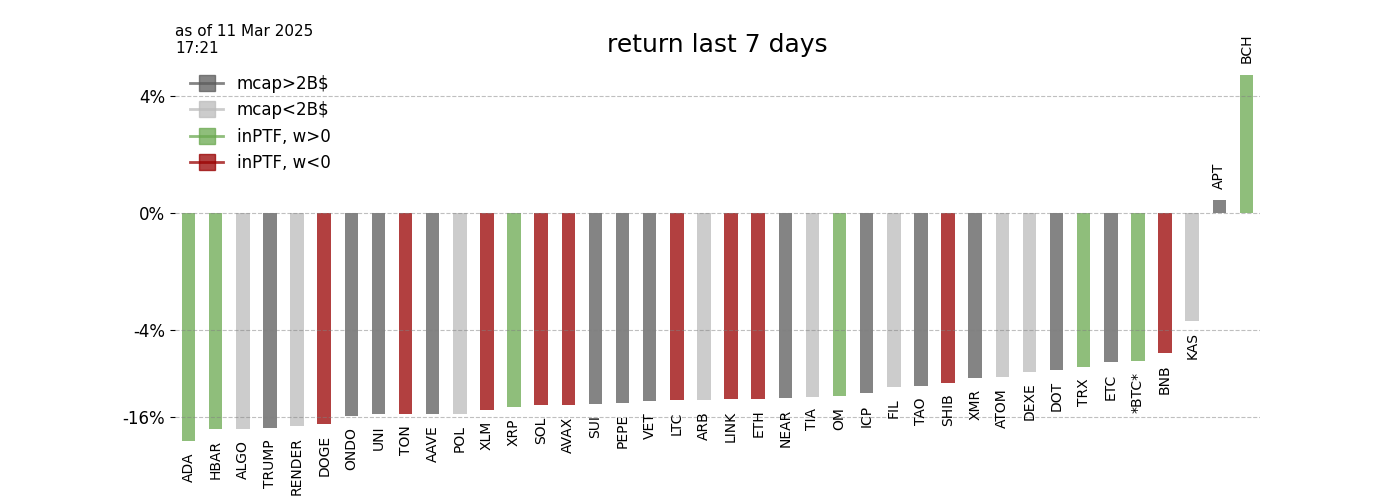 as of 11 Mar 2025
17:21
return last 7 days
mcap>2B$
mcap<2B$
inPTF, w>0
inPTF, w<0
4%
0%
-4%
-16%
ADA
HBAR
ALGO
TRUMP
RENDER
DOGE
ONDO
UNI
TON
AAVE
POL
XLM
XRP
SOL
AVAX
SUI
PEPE
VET
LTC
ARB
LINK
ETH
NEAR
TIA
OM
ICP
FIL
TAO
SHIB
XMR
ATOM
DEXE
DOT
TRX
ETC
*BTC*
BNB
KAS
APT
BCH